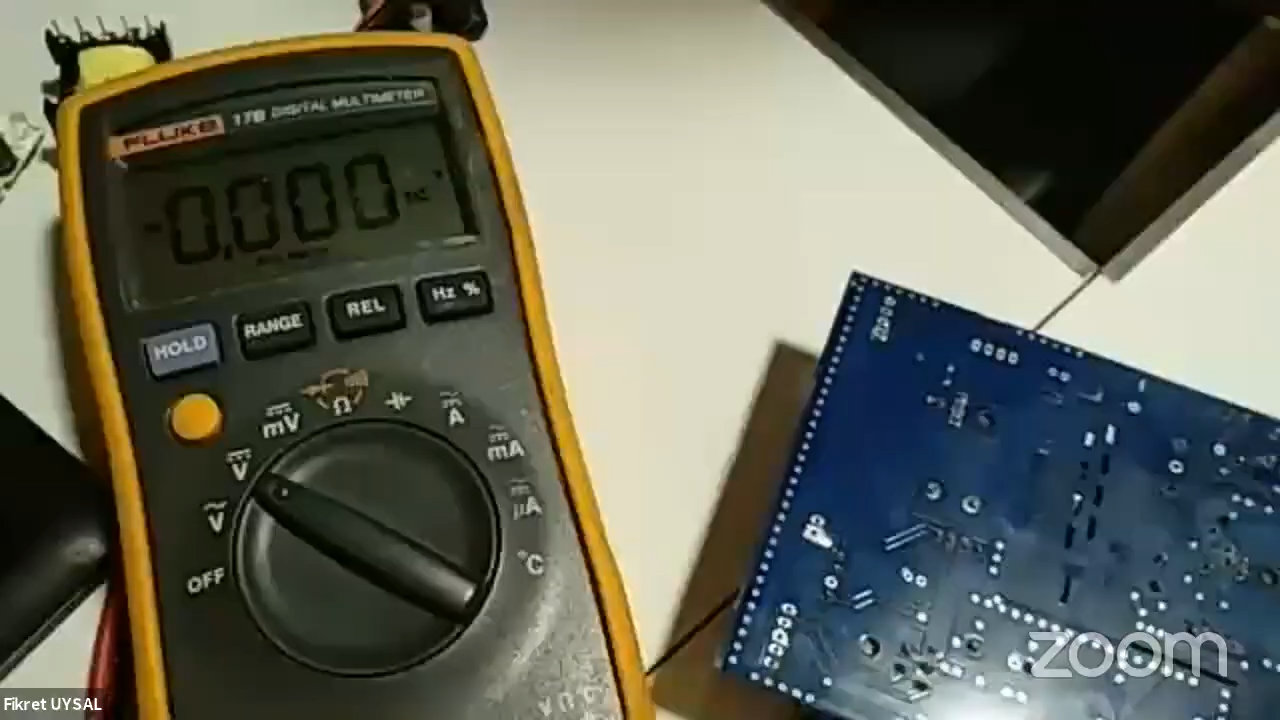 FLUKE 17B DIGITAL MULTIMETER
-0.000
HOLD
RANGE
REL
Hz %
mV
Ω
A
mA
V
μA
V
°C
OFF
zoom
Fikret UYSAL